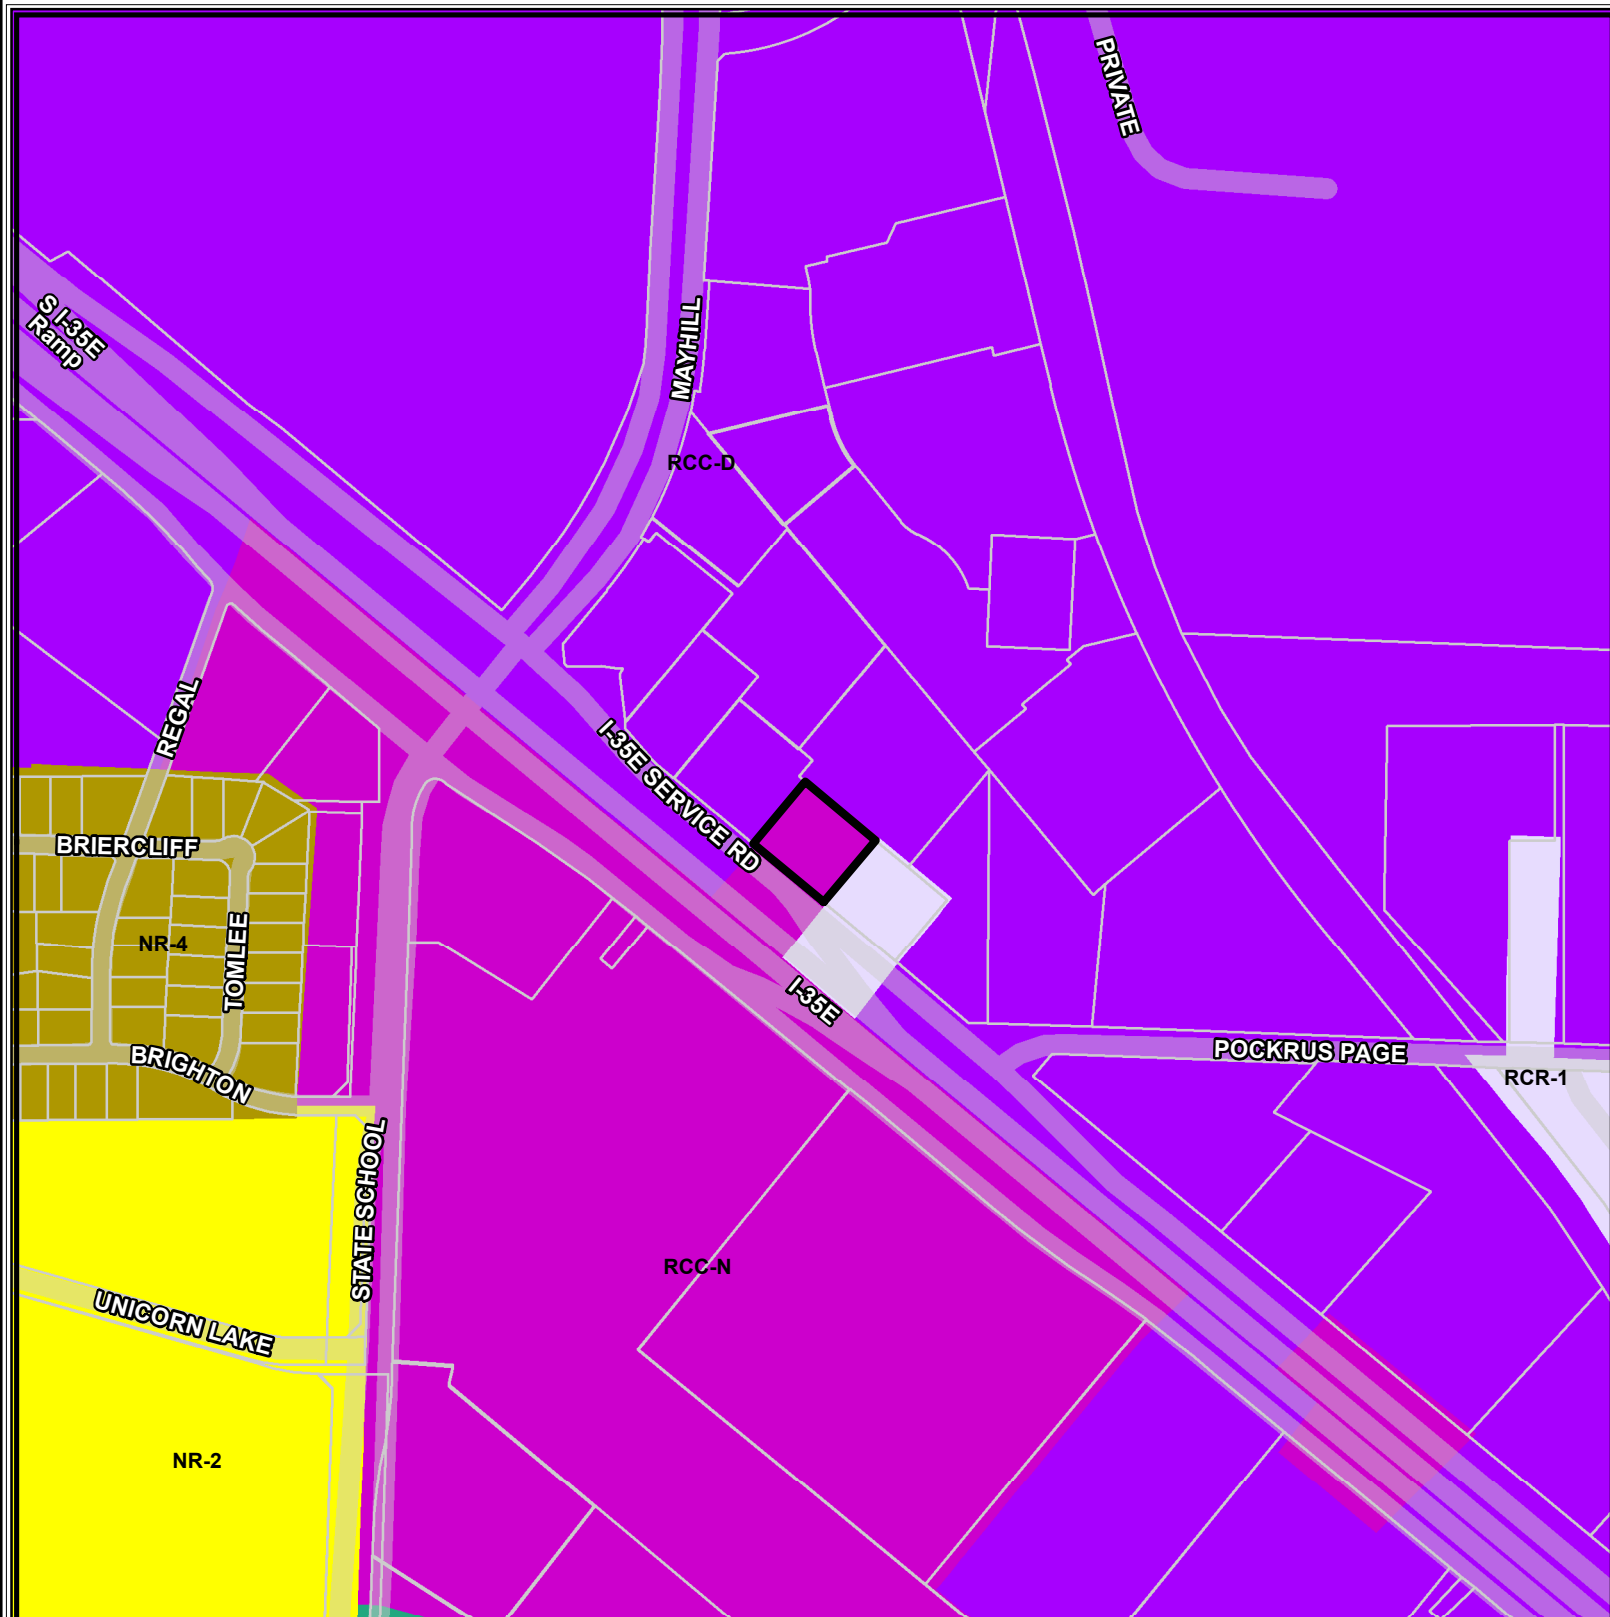 PRIVATE
S I-35E
Ramp
MAYHILL
RCC-D
REGAL
I-35E SERVICE RD
BRIERCLIFF
NR-4
TOMLEE
I-35E
BRIGHTON
POCKRUS PAGE
RCR-1
STATE SCHOOL
RCC-N
UNICORN LAKE
NR-2